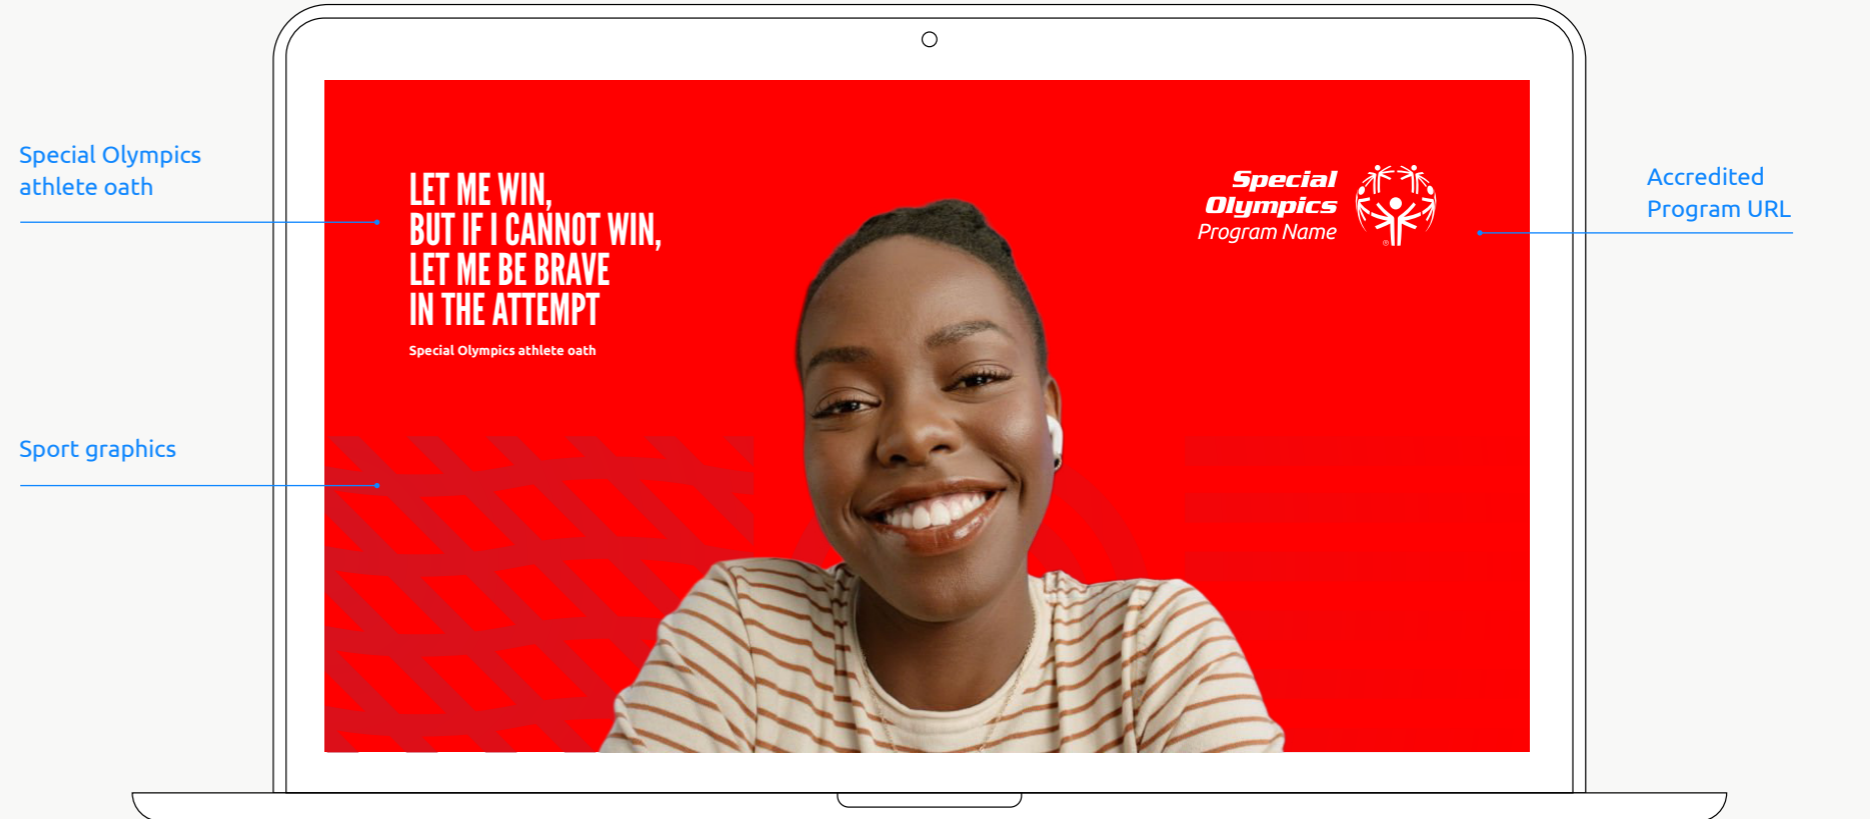 Special Olympics
athlete oath
LET ME WIN,
BUT IF I CANNOT WIN,
LET ME BE BRAVE
IN THE ATTEMPT
Special Olympics athlete oath
Special
Olympics
Program Name
®
Accredited
Program URL
Sport graphics